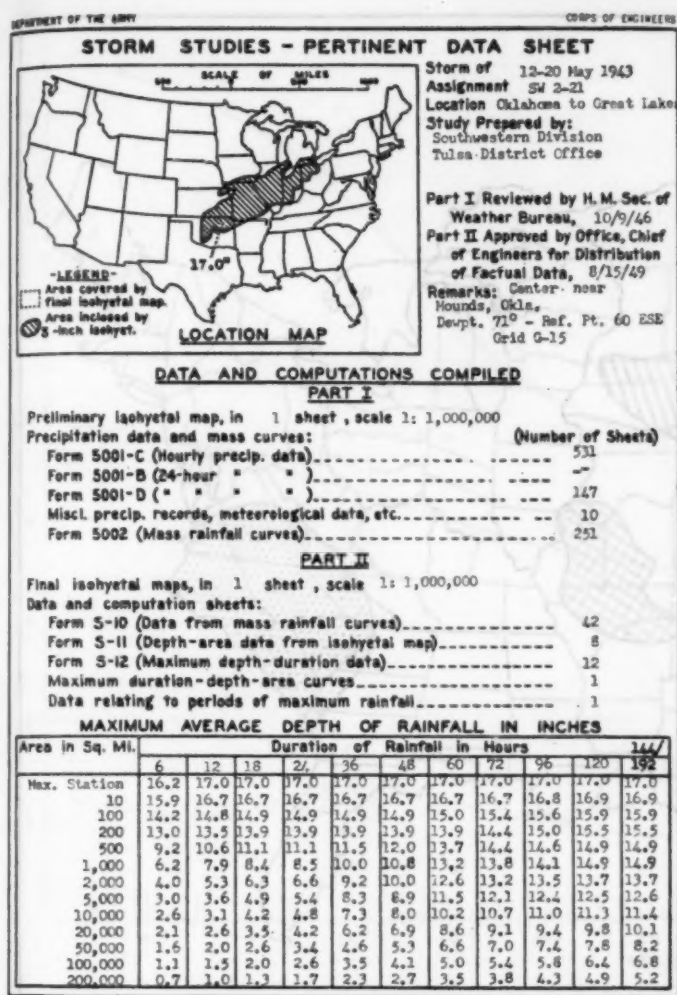 DEPARTMENT OF THE ARMY
CORPS OF ENGINEERS
STORM STUDIES - PERTINENT DATA SHEET
SCALE OF MILES
17.0"
-LEGEND-
Area covered by
final isohyetal map.
Area inclosed by
3-inch isohyet.
LOCATION MAP
Storm of 12-20 May 1943
Assignment SW 2-21
Location Oklahoma to Great Lakes
Study Prepared by:
Southwestern Division
Tulsa District Office
Part I Reviewed by H. M. Sec. of
Weather Bureau, 10/9/46
Part II Approved by Office, Chief
of Engineers for Distribution
of Factual Data, 8/15/49
Remarks: Center near
Mounds, Okla.
Dewpt. 71° - Ref. Pt. 60 ESE
Grid G-15
DATA AND COMPUTATIONS COMPILED
PART I
Preliminary isohyetal map, in 1 sheet, scale 1: 1,000,000
Precipitation data and mass curves: (Number of Sheets)
Form 5001-C (Hourly precip. data) 531
Form 5001-B (24-hour " " ) --
Form 5001-D ( " " " " ) 147
Miscl. precip. records, meteorological data, etc. 10
Form 5002 (Mass rainfall curves) 251
PART II
Final isohyetal maps, in 1 sheet, scale 1: 1,000,000
Data and computation sheets:
Form S-10 (Data from mass rainfall curves) 42
Form S-11 (Depth-area data from isohyetal map) 8
Form S-12 (Maximum depth-duration data) 12
Maximum duration-depth-area curves 1
Data relating to periods of maximum rainfall 1
MAXIMUM AVERAGE DEPTH OF RAINFALL IN INCHES
Area in Sq. Mi. Duration of Rainfall in Hours 144/
6 12 18 24 36 48 60 72 96 120 192
Max. Station 16.2 17.0 17.0 17.0 17.0 17.0 17.0 17.0 17.0 17.0 17.0
10 15.9 16.7 16.7 16.7 16.7 16.7 16.7 16.7 16.8 16.9 16.9
100 14.2 14.8 14.9 14.9 14.9 14.9 15.0 15.4 15.6 15.9 15.9
200 13.0 13.5 13.9 13.9 13.9 13.9 13.9 14.4 15.0 15.5 15.5
500 9.2 10.6 11.1 11.1 11.5 12.0 13.7 14.4 14.6 14.9 14.9
1,000 6.2 7.9 8.4 8.5 10.0 10.8 13.2 13.8 14.1 14.9 14.9
2,000 4.0 5.3 6.3 6.6 9.2 10.0 12.6 13.2 13.5 13.7 13.7
5,000 3.0 3.6 4.9 5.4 8.3 8.9 11.5 12.1 12.4 12.5 12.6
10,000 2.6 3.1 4.2 4.8 7.3 8.0 10.2 10.7 11.0 11.3 11.4
20,000 2.1 2.6 3.5 4.2 6.2 6.9 8.6 9.1 9.4 9.8 10.1
50,000 1.6 2.0 2.6 3.4 4.6 5.3 6.6 7.0 7.4 7.8 8.2
100,000 1.1 1.5 2.0 2.6 3.5 4.1 5.0 5.4 5.8 6.4 6.8
200,000 0.7 1.0 1.3 1.7 2.3 2.7 3.5 3.8 4.3 4.9 5.2